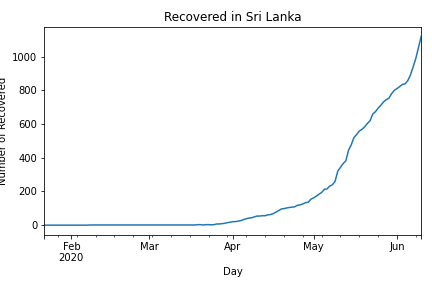 Recovered in Sri Lanka
Number of Recovered
1000
800
600
400
200
0
Feb
2020
Mar
Apr
May
Jun
Day